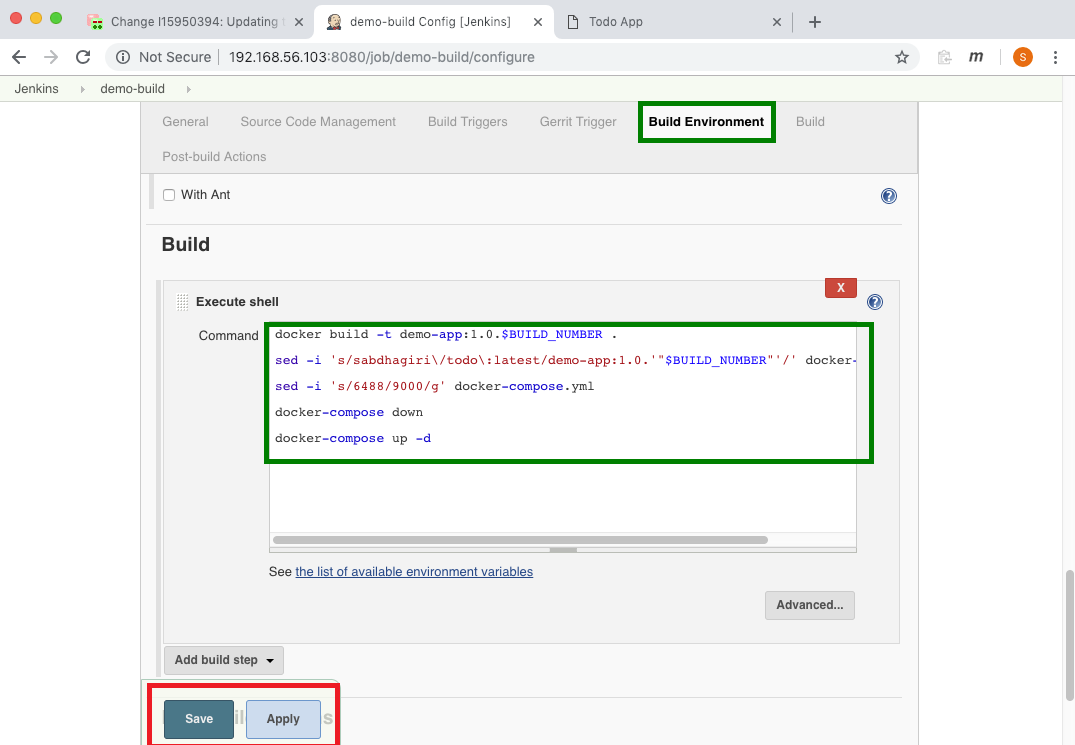 Change I15950394: Updating t
demo-build Config [Jenkins]
Todo App
Not Secure
192.168.56.103:8080/job/demo-build/configure
m
S
Jenkins
demo-build
General
Source Code Management
Build Triggers
Gerrit Trigger
Build Environment
Build
Post-build Actions
With Ant
?
Build
X
Execute shell
?
Command
docker build -t demo-app:1.0.$BUILD_NUMBER .
sed -i 's/sabdhagiri\/todo\:latest/demo-app:1.0.'"$BUILD_NUMBER"'/' docker-
sed -i 's/6488/9000/g' docker-compose.yml
docker-compose down
docker-compose up -d
See the list of available environment variables
Advanced...
Add build step
Save
Apply